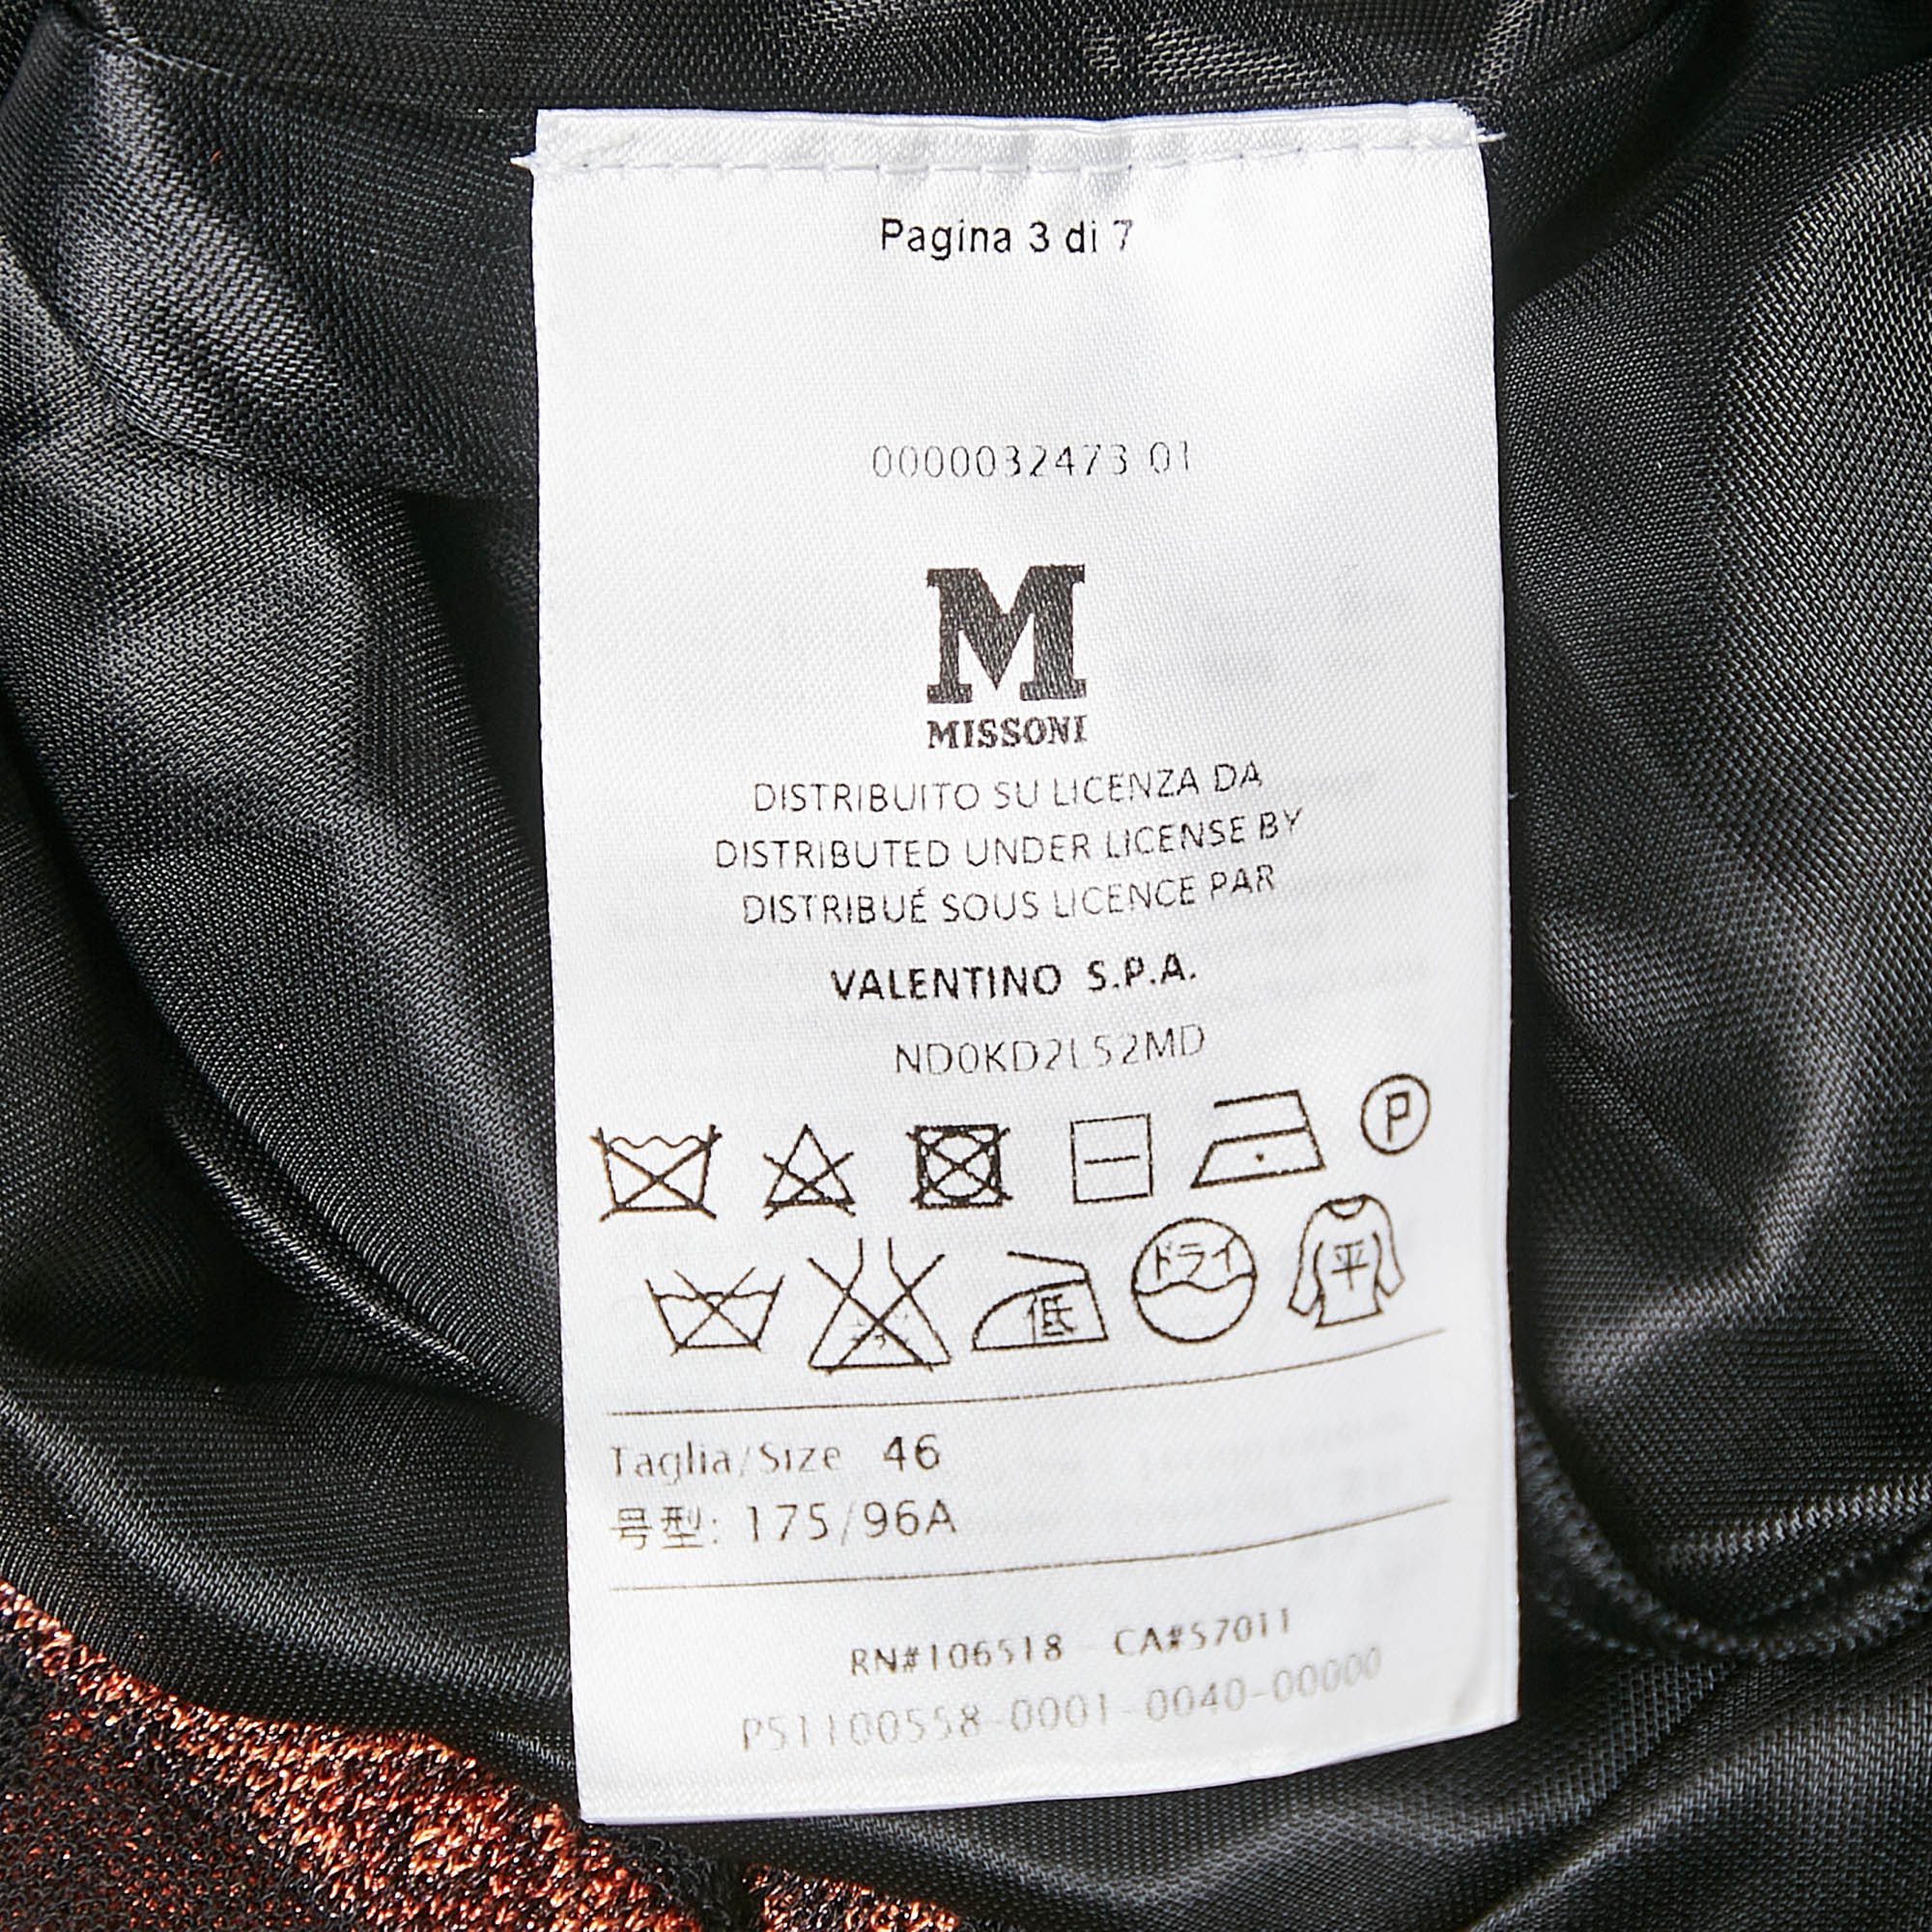 Pagina 3 di 7
0000032473 01
M
MISSONI
DISTRIBUITO SU LICENZA DA
DISTRIBUTED UNDER LICENSE BY
DISTRIBUÉ SOUS LICENCE PAR
VALENTINO S.P.A.
ND0KD2L52MD
P
ドライ
平
低
Taglia/Size 46
号型: 175/96A
RN#106518 - CA#57011
P51100558-0001-0040-00000